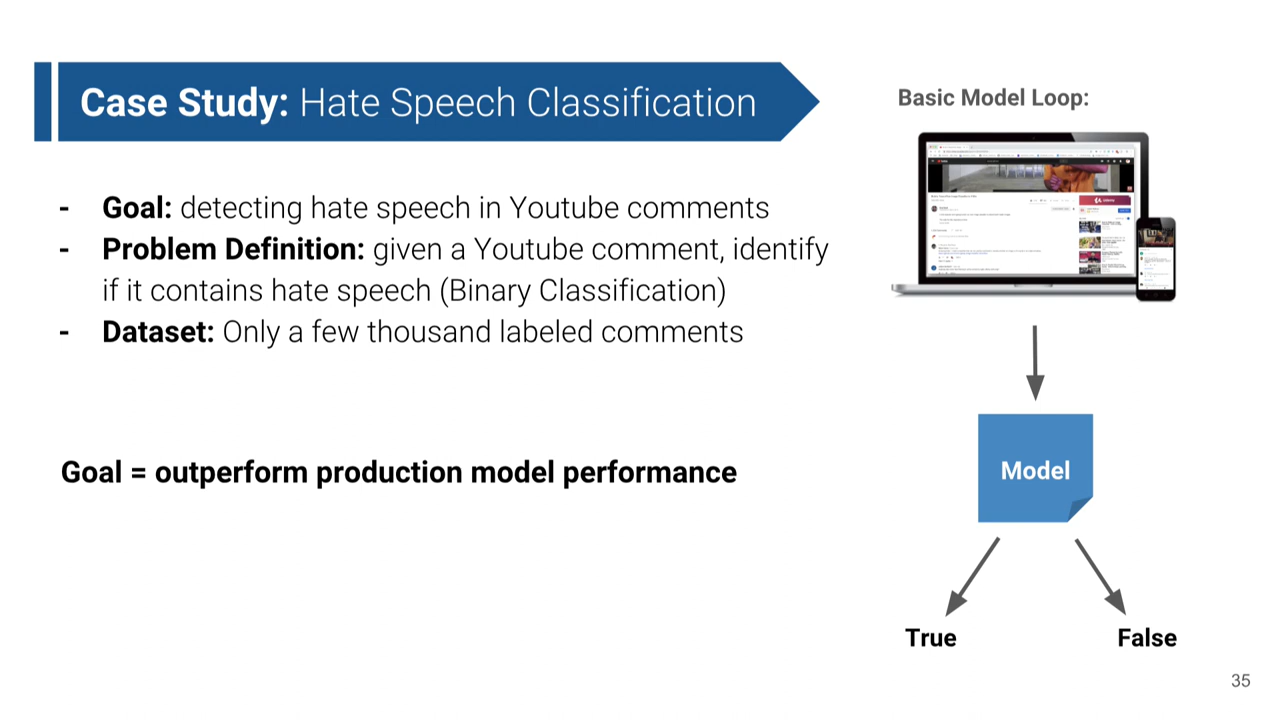 Case Study: Hate Speech Classification
- Goal: detecting hate speech in Youtube comments
- Problem Definition: given a Youtube comment, identify
if it contains hate speech (Binary Classification)
- Dataset: Only a few thousand labeled comments
Goal = outperform production model performance
Basic Model Loop:
Model
True
False
35